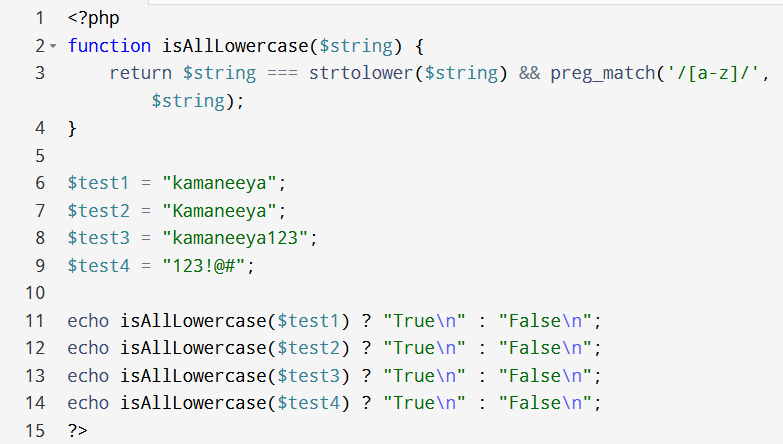 1 <?php
2 function isAllLowercase($string) {
3     return $string === strtolower($string) && preg_match('/[a-z]/',
        $string);
4 }
5
6 $test1 = "kamaneeya";
7 $test2 = "Kamaneeya";
8 $test3 = "kamaneeya123";
9 $test4 = "123!@#";
10
11 echo isAllLowercase($test1) ? "True\n" : "False\n";
12 echo isAllLowercase($test2) ? "True\n" : "False\n";
13 echo isAllLowercase($test3) ? "True\n" : "False\n";
14 echo isAllLowercase($test4) ? "True\n" : "False\n";
15 ?>